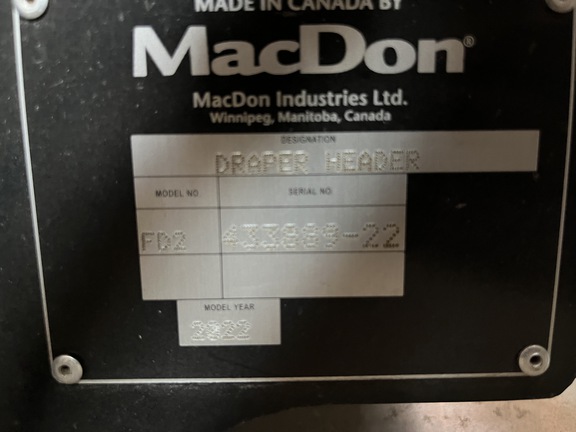 MADE IN CANADA BY
MacDon®
MacDon Industries Ltd.
Winnipeg, Manitoba, Canada
DESIGNATION
DRAPER HEADER
MODEL NO. SERIAL NO.
FD2
MODEL YEAR
2022